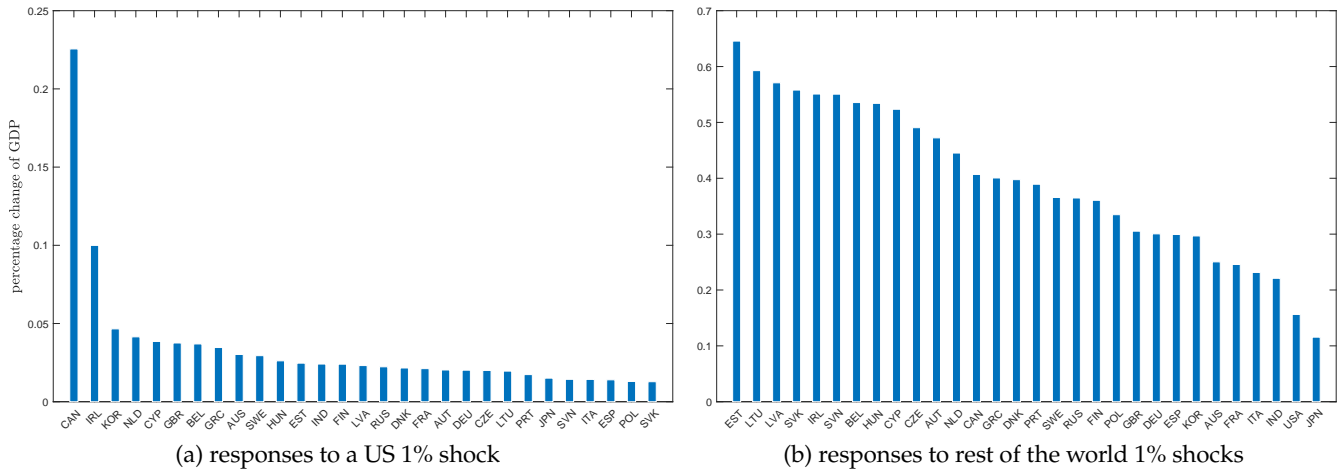 0.25
0.2
0.15
0.1
0.05
0
percentage change of GDP
CAN IRL KOR NLD CYP GBR BEL GRC AUS SWE HUN EST IND FIN LVA RUS DNK FRA AUT DEU CZE LTU PRT JPN SVN ITA ESP POL SVK
(a) responses to a US 1% shock
0.7
0.6
0.5
0.4
0.3
0.2
0.1
0
EST LTU LVA SVK IRL SVN BEL HUN CYP CZE AUT NLD CAN GRC DNK PRT SWE RUS FIN POL GBR DEU ESP KOR AUS FRA ITA IND USA JPN
(b) responses to rest of the world 1% shocks